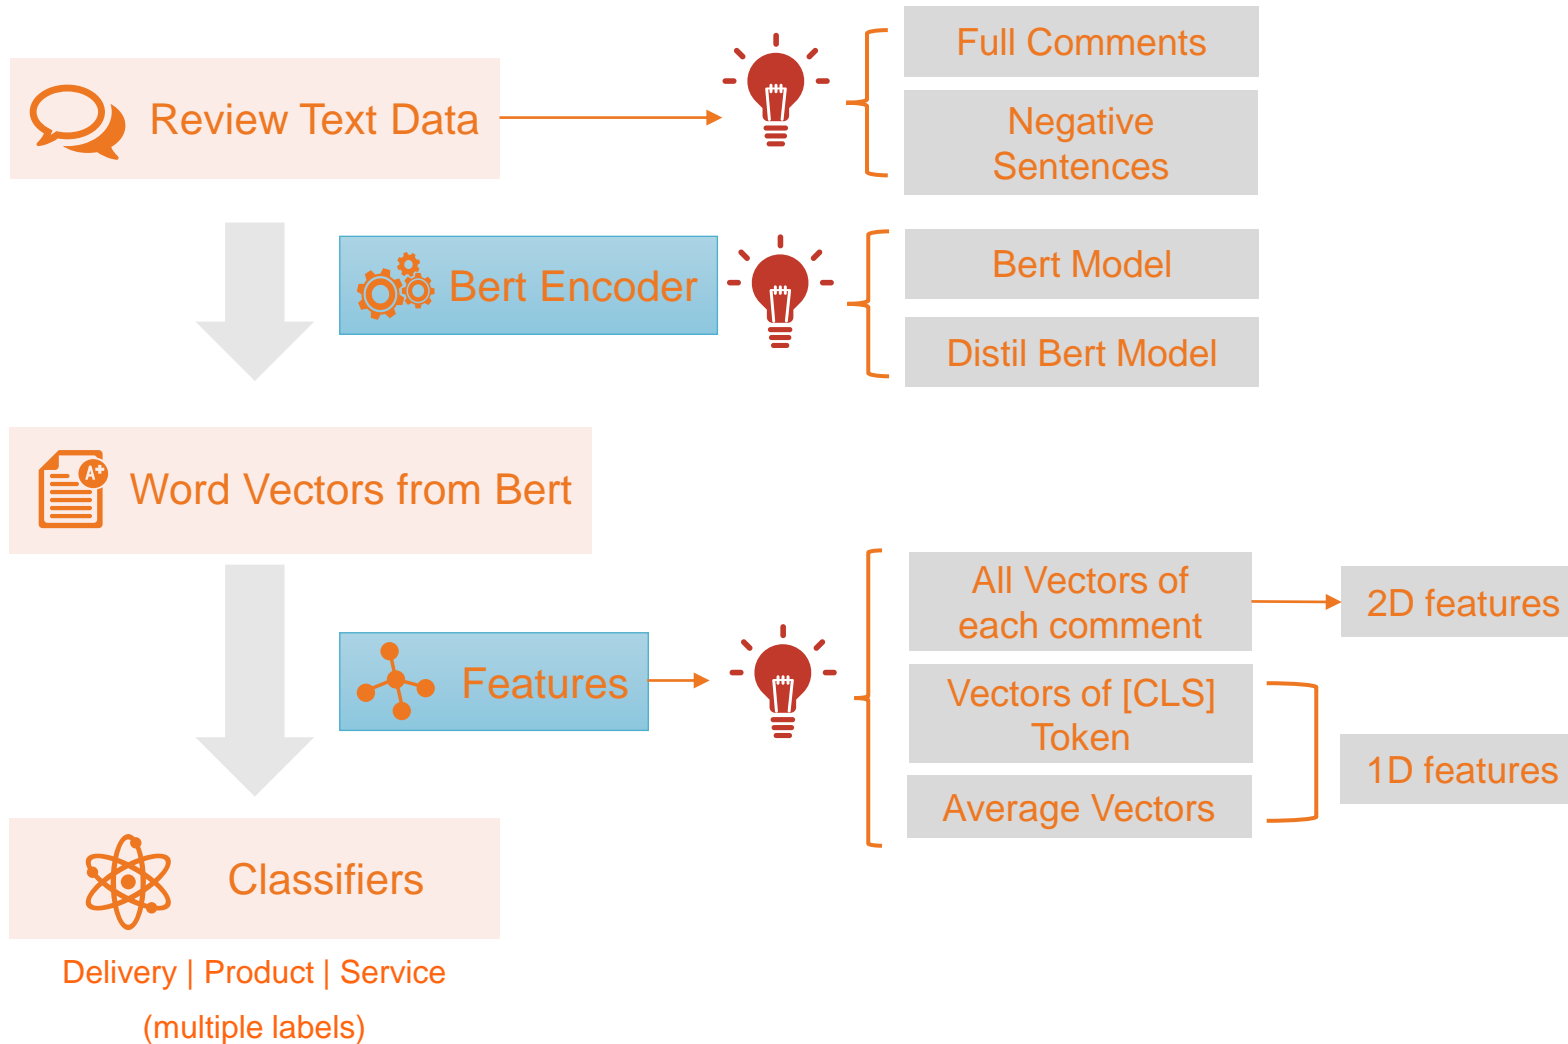 Review Text Data
Full Comments
Negative
Sentences
Bert Encoder
Bert Model
Distil Bert Model
A+
Word Vectors from Bert
Features
All Vectors of
each comment
2D features
Vectors of [CLS]
Token
Average Vectors
1D features
Classifiers
Delivery | Product | Service
(multiple labels)